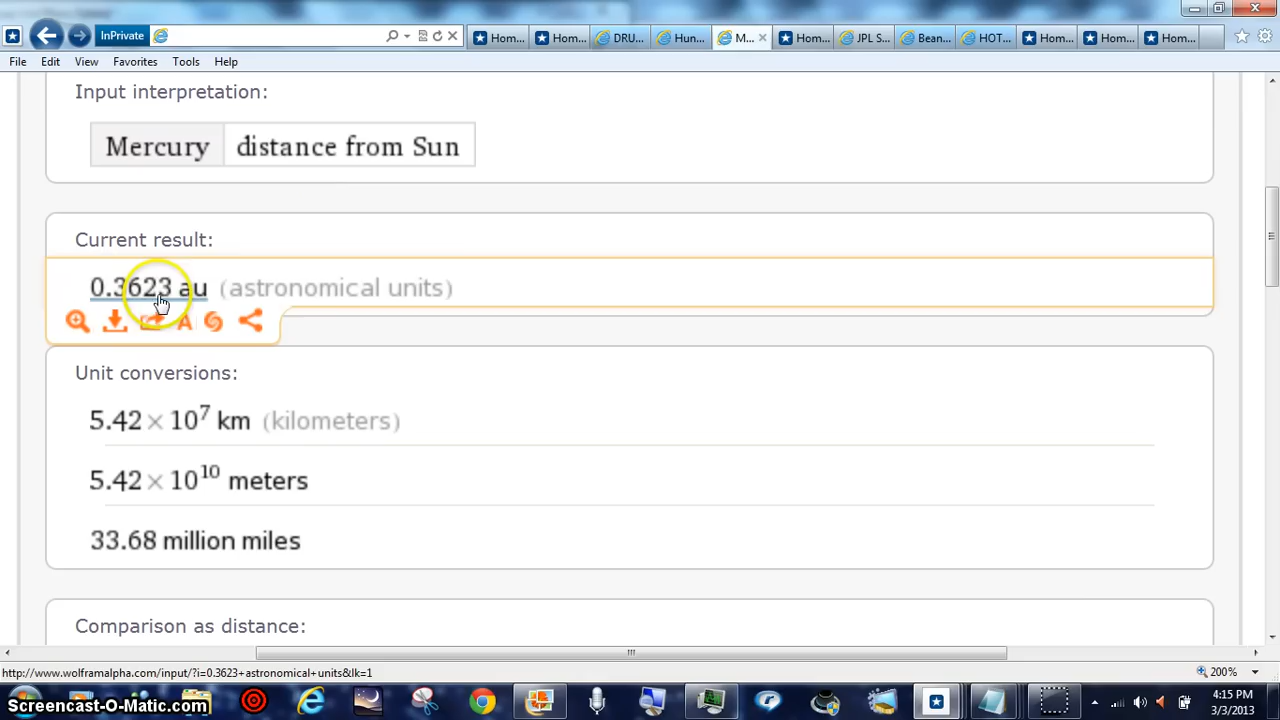 InPrivate
Hom...
Hom...
DRU...
Hun...
M...
Hom...
JPL S...
Bean...
HOT...
Hom...
Hom...
Hom...
File Edit View Favorites Tools Help
Input interpretation:
Mercury distance from Sun
Current result:
0.3623 au (astronomical units)
A
Unit conversions:
5.42 × 10⁷ km (kilometers)
5.42 × 10¹⁰ meters
33.68 million miles
Comparison as distance:
http://www.wolframalpha.com/input/?i=0.3623+astronomical+units&lk=1
200%
4:15 PM
3/3/2013
Screencast-O-Matic.com